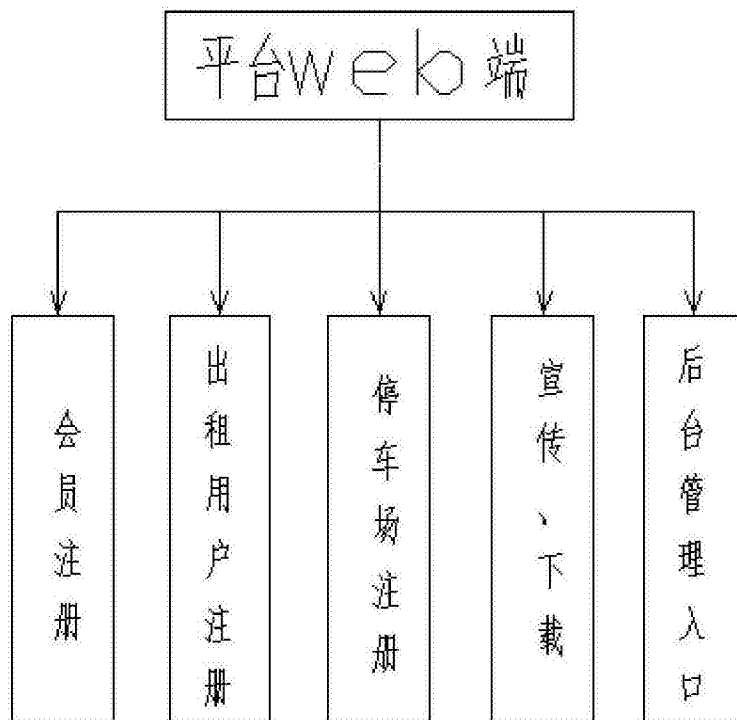 平台web端
会员注册
出租用户注册
停车场注册
宣传、下载
后台管理入口